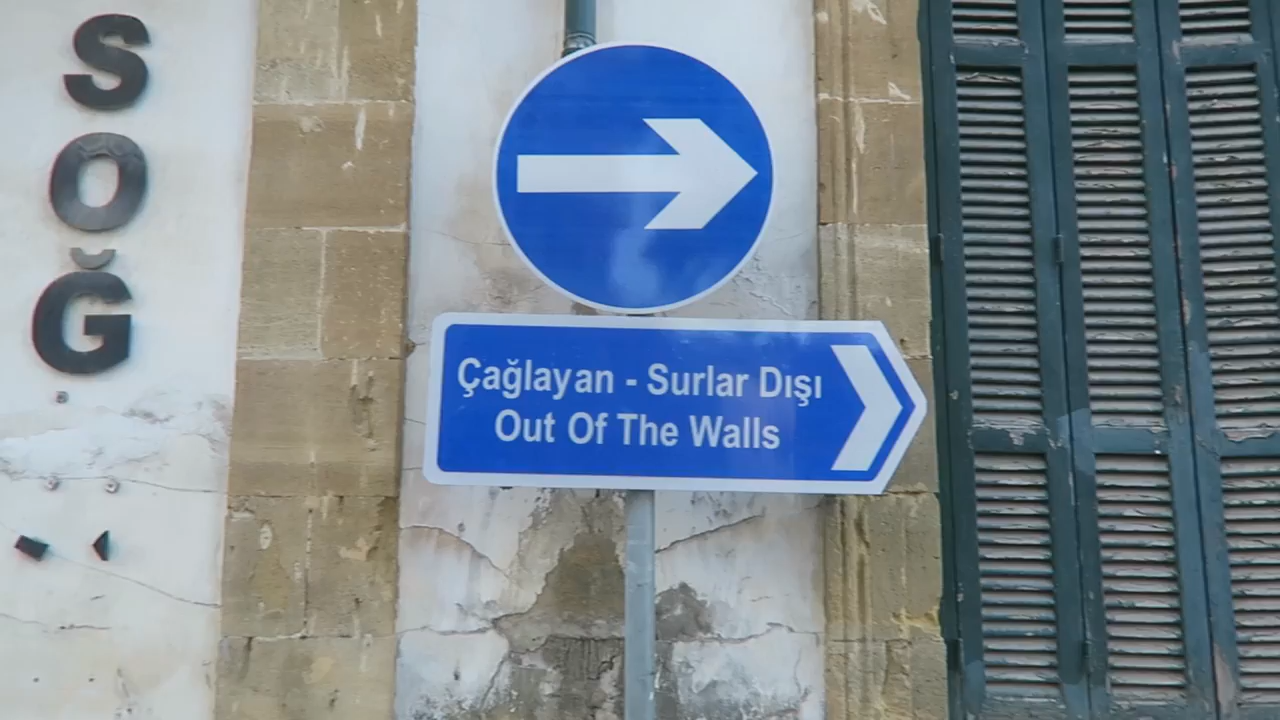 S
O
Ğ
Çağlayan - Surlar Dışı
Out Of The Walls